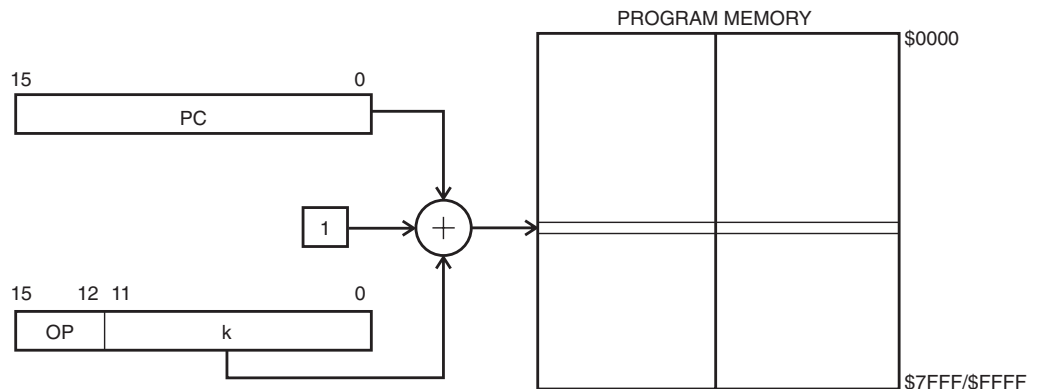 PROGRAM MEMORY
$0000
15 0
PC
1
+
15 12 11 0
OP k
$7FFF/$FFFF